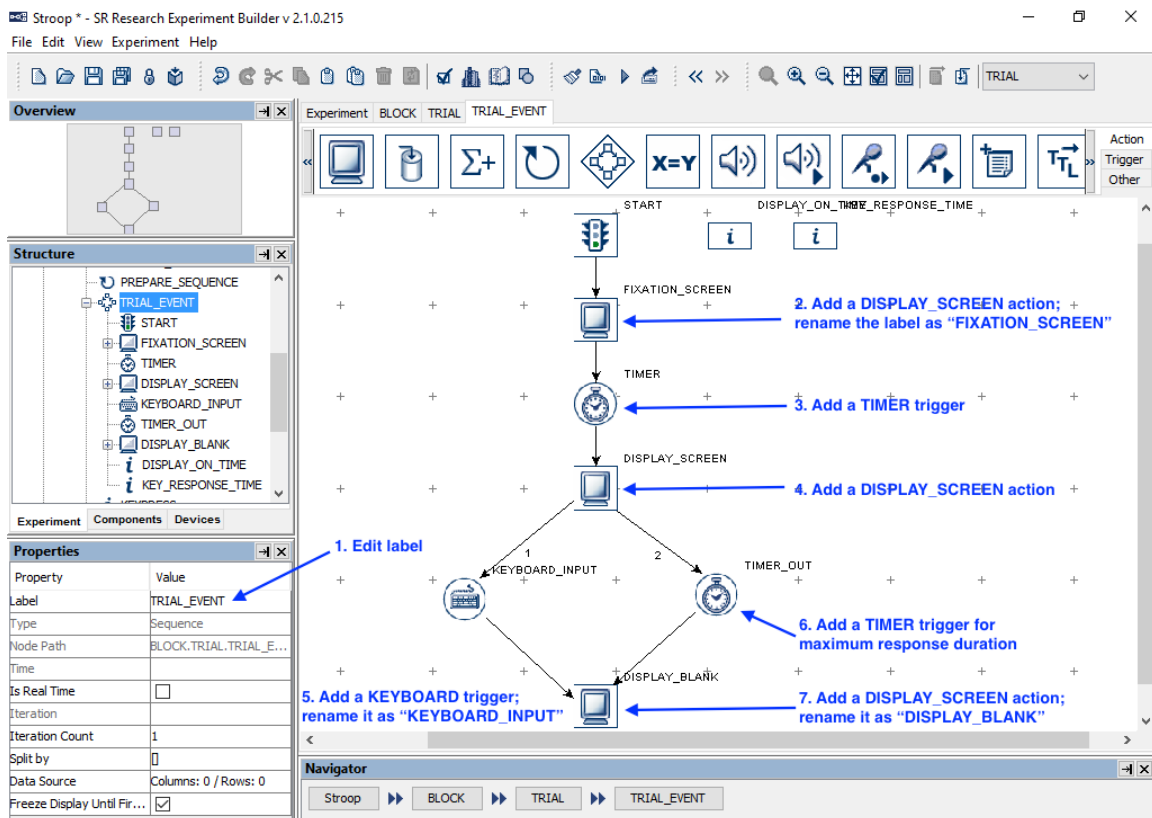 Stroop * - SR Research Experiment Builder v 2.1.0.215
File Edit View Experiment Help
TRIAL
Overview
Experiment BLOCK TRIAL TRIAL_EVENT
X=Y
TTL
Action
Trigger
Other
Structure
PREPARE_SEQUENCE
TRIAL_EVENT
START
FIXATION_SCREEN
TIMER
DISPLAY_SCREEN
KEYBOARD_INPUT
TIMER_OUT
DISPLAY_BLANK
DISPLAY_ON_TIME
KEY_RESPONSE_TIME
Experiment Components Devices
Properties
Property Value
Label TRIAL_EVENT
Type Sequence
Node Path BLOCK.TRIAL.TRIAL_E...
Time
Is Real Time
Iteration
Iteration Count 1
Split by []
Data Source Columns: 0 / Rows: 0
Freeze Display Until Fir...
1. Edit label
START
FIXATION_SCREEN
2. Add a DISPLAY_SCREEN action;
rename the label as “FIXATION_SCREEN”
TIMER
3. Add a TIMER trigger
DISPLAY_SCREEN
4. Add a DISPLAY_SCREEN action
1
2
KEYBOARD_INPUT
TIMER_OUT
6. Add a TIMER trigger for
maximum response duration
DISPLAY_BLANK
5. Add a KEYBOARD trigger;
rename it as “KEYBOARD_INPUT”
7. Add a DISPLAY_SCREEN action;
rename it as “DISPLAY_BLANK”
Navigator
Stroop BLOCK TRIAL TRIAL_EVENT